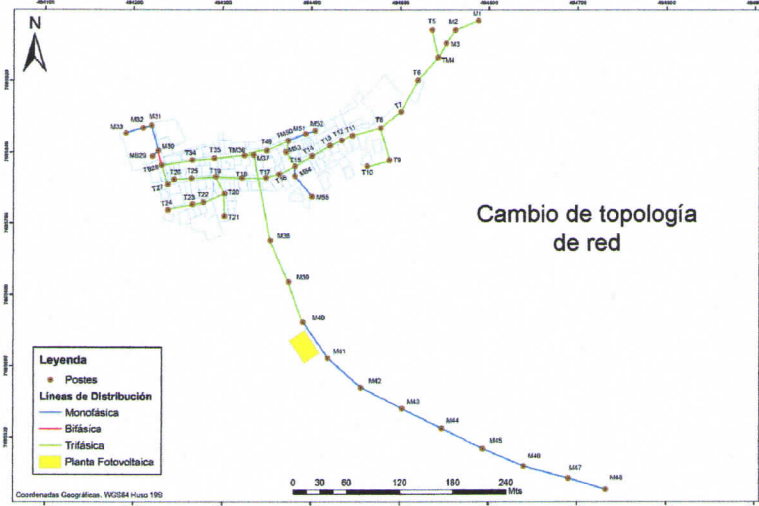 N
T5
M2
U1
M3
TM4
T6
T7
T8
T9
T10
T11
T12
T13
T14
T15
T16
T17
T18
T19
T20
T21
T22
T23
T24
T25
T26
T27
M30
M31
M32
M33
T34
T35
M37
M38
M39
M40
M41
M42
M43
M44
M45
M46
M47
M48
M51
M52
M53
M54
M55
Cambio de topología
de red
Leyenda
Postes
Líneas de Distribución
Monofásica
Bifásica
Trifásica
Planta Fotovoltaica
Coordenadas Geográficas. WGS84 Huso 19S
0 30 60 120 180 240
Mts